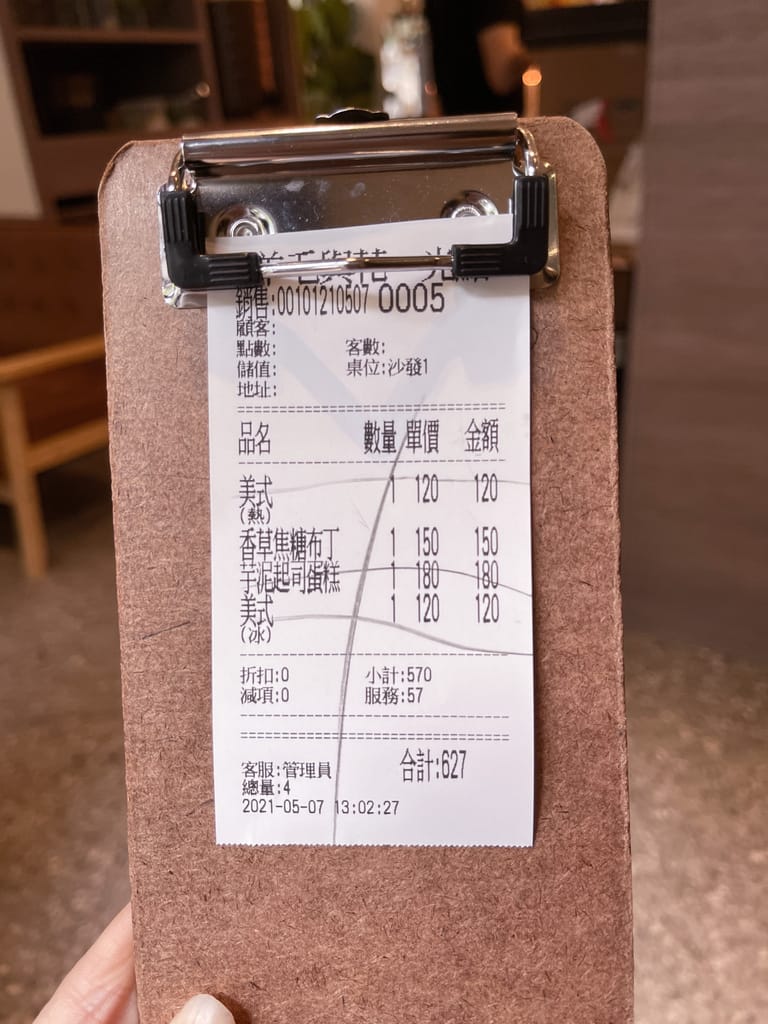 毛與花
銷售:00101210507 0005
顧客:
點數: 客數:
儲值: 桌位:沙發1
地址:
品名 數量 單價 金額
美式 1 120 120
(熱)
香草焦糖布丁 1 150 150
芋泥起司蛋糕 1 180 180
美式 1 120 120
(冰)
折扣:0 小計:570
減項:0 服務:57
客服:管理員 合計:627
總量:4
2021-05-07 13:02:27